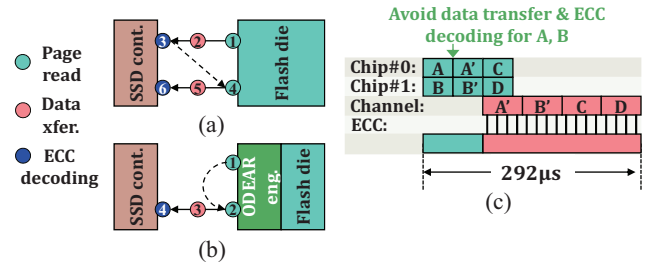 Page
read
Data
xfer.
ECC
decoding
SSD cont.
3
2
1
6
5
4
Flash die
(a)
SSD cont.
1
4
3
2
ODEAR
eng.
Flash die
(b)
Avoid data transfer & ECC
decoding for A, B
Chip#0: A A' C
Chip#1: B B' D
Channel: A' B' C D
ECC:
292µs
(c)